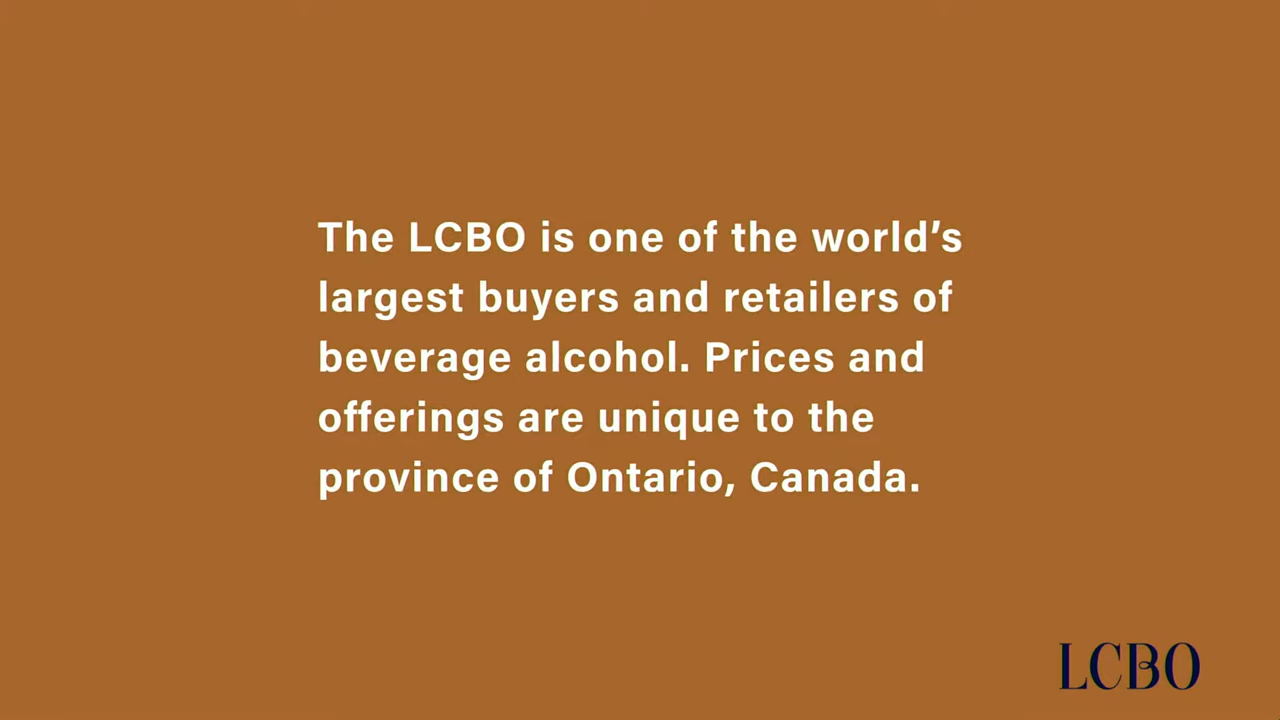 The LCBO is one of the world’s
largest buyers and retailers of
beverage alcohol. Prices and
offerings are unique to the
province of Ontario, Canada.
LCBO